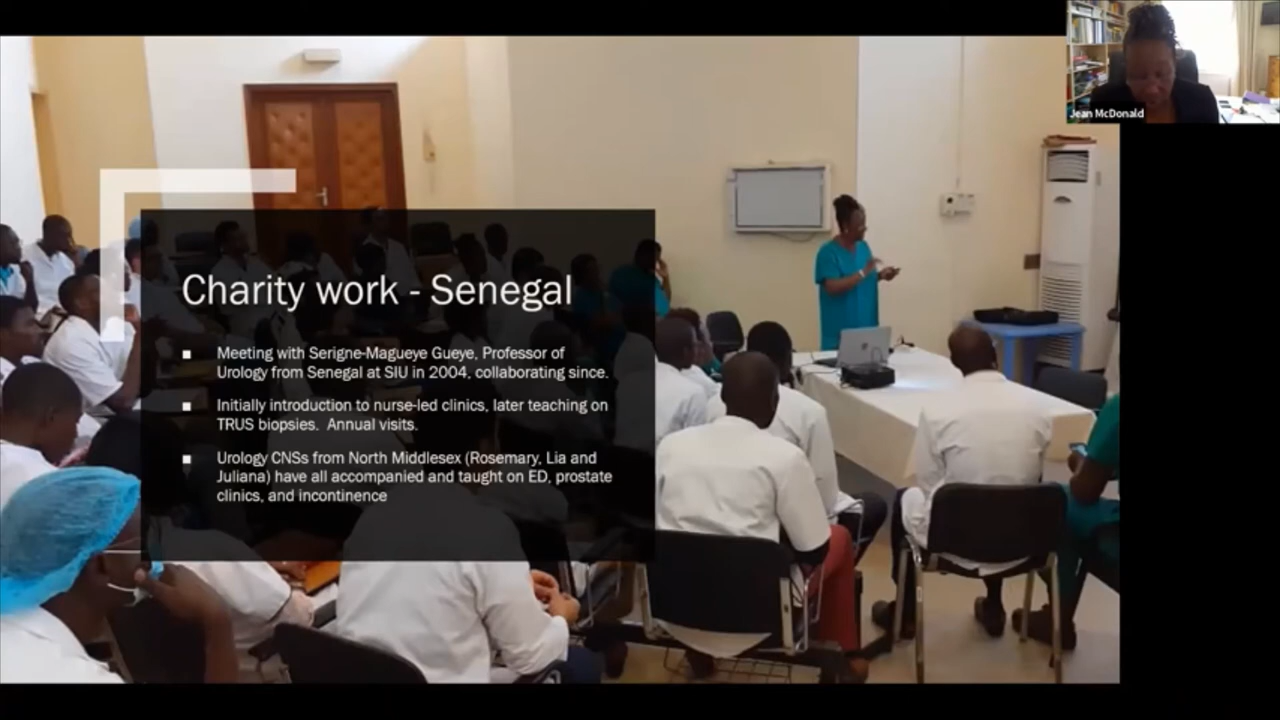 Jean McDonald
Charity work - Senegal
Meeting with Serigne-Magueye Gueye, Professor of
Urology from Senegal at SIU in 2004, collaborating since.
Initially introduction to nurse-led clinics, later teaching on
TRUS biopsies.  Annual visits.
Urology CNSs from North Middlesex (Rosemary, Lia and
Juliana) have all accompanied and taught on ED, prostate
clinics, and incontinence